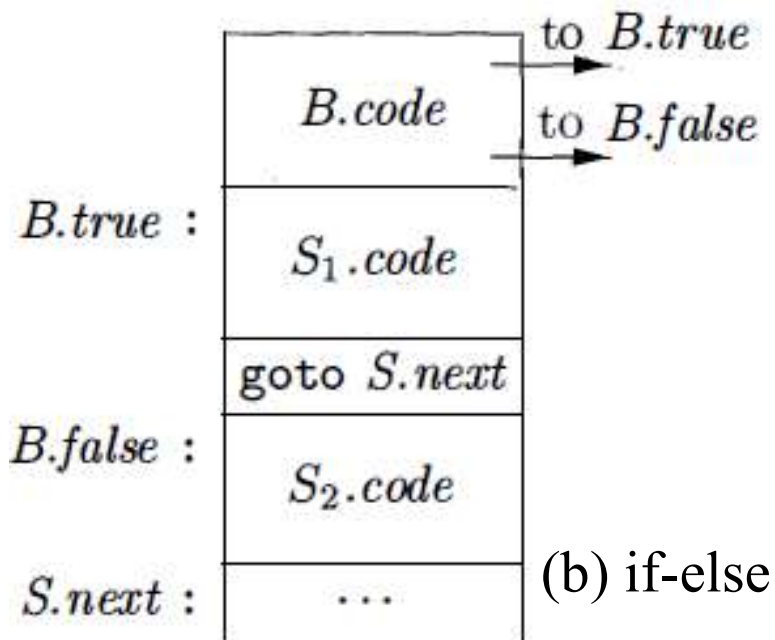 to B.true
B.code
to B.false
B.true :
S₁.code
goto S.next
B.false :
S₂.code
(b) if-else
S.next :
...